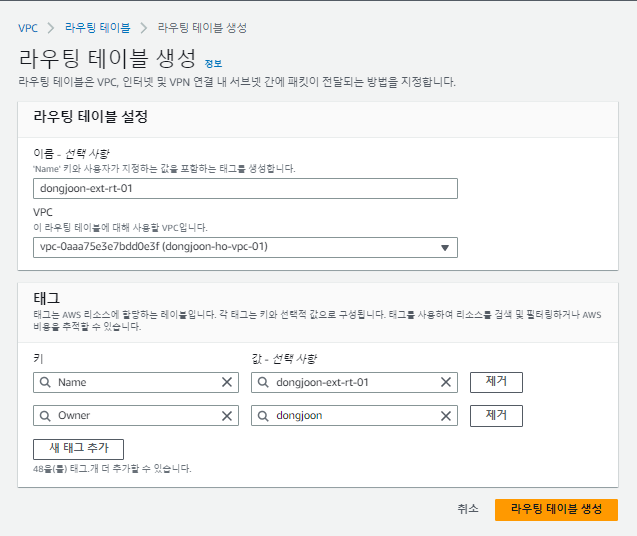 VPC > 라우팅 테이블 > 라우팅 테이블 생성
라우팅 테이블 생성 정보
라우팅 테이블은 VPC, 인터넷 및 VPN 연결 내 서브넷 간에 패킷이 전달되는 방법을 지정합니다.
라우팅 테이블 설정
이름 - 선택 사항
'Name' 키와 사용자가 지정하는 값을 포함하는 태그를 생성합니다.
dongjoon-ext-rt-01
VPC
이 라우팅 테이블에 대해 사용할 VPC입니다.
vpc-0aaa75e3e7bdd0e3f (dongjoon-ho-vpc-01)
태그
태그는 AWS 리소스에 할당하는 레이블입니다. 각 태그는 키와 선택적 값으로 구성됩니다. 태그를 사용하여 리소스를 검색 및 필터링하거나 AWS
비용을 추적할 수 있습니다.
키 값 - 선택 사항
Name dongjoon-ext-rt-01 제거
Owner dongjoon 제거
새 태그 추가
48을(를) 태그.개 더 추가할 수 있습니다.
취소 라우팅 테이블 생성